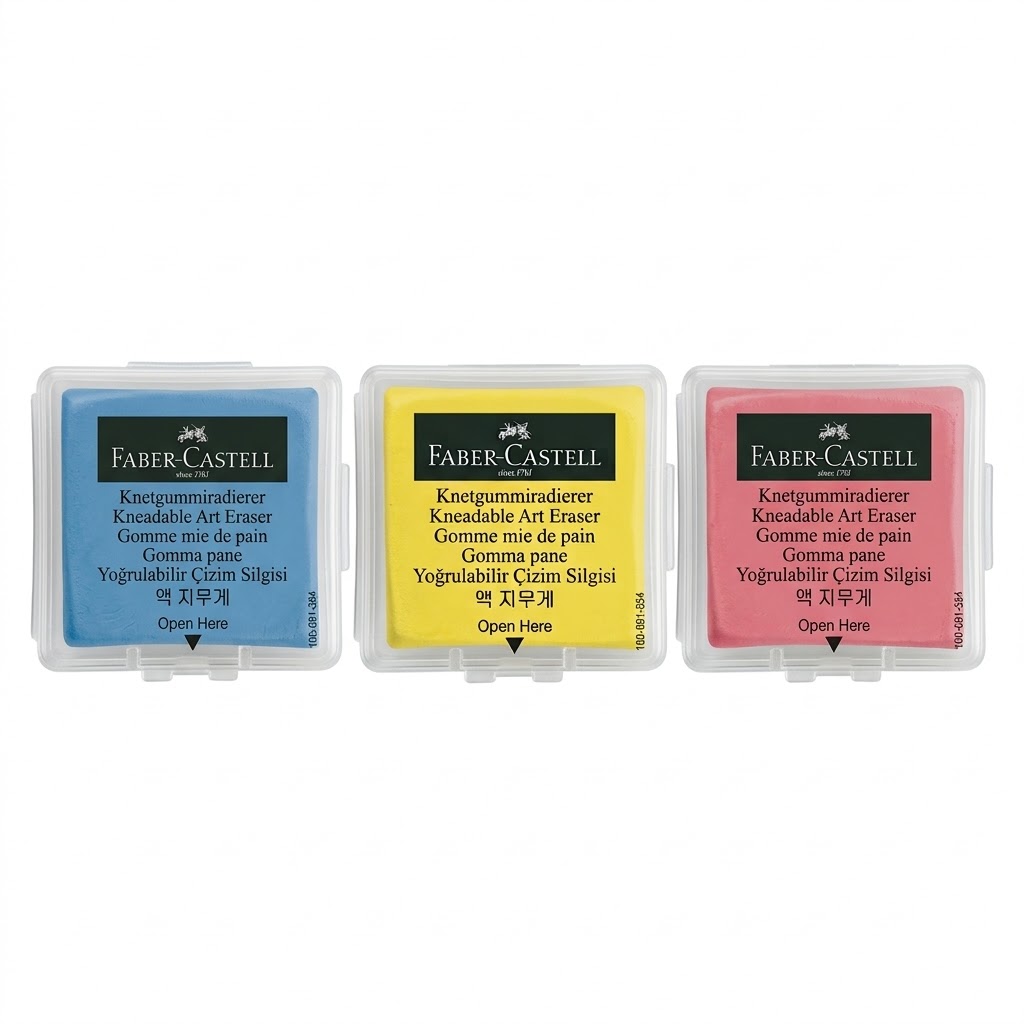 FABER-CASTELL
Knetgummiradierer
Kneadable Art Eraser
Gomme mie de pain
Gomma pane
Yoğrulabilir Çizim Silgisi
액 지무게
Open Here
FABER-CASTELL
Knetgummiradierer
Kneadable Art Eraser
Gomme mie de pain
Gomma pane
Yoğrulabilir Çizim Silgisi
액 지무게
Open Here
FABER-CASTELL
Knetgummiradierer
Kneadable Art Eraser
Gomme mie de pain
Gomma pane
Yoğrulabilir Çizim Silgisi
액 지무게
Open Here